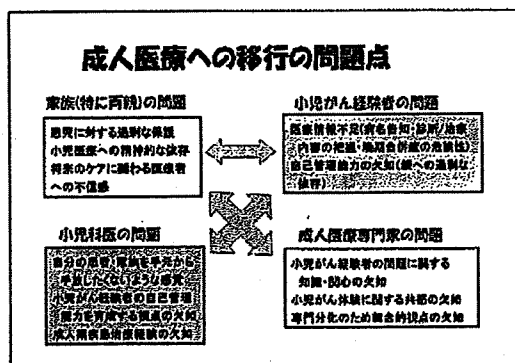 成人医療への移行の問題点
家族(特に両親)の問題
患児に対する過剰な保護
小児医療への精神的な依存
将来のケアに関わる医療者
への不信感
小児がん経験者の問題
医療情報不足(病名告知・診断/治療
内容の把握・晩期合併症の危険性)
自己管理能力の欠如(親への過剰な
依存)
小児科医の問題
自分の患者・家族を手元から
手放したくないような感覚
小児がん経験者の自己管理
能力を育成する視点の欠如
成人期疾患治療経験の欠如
成人医療専門家の問題
小児がん経験者の問題に関する
知識・関心の欠如
小児がん体験に関する共感の欠如
専門分化のため総合的視点の欠如